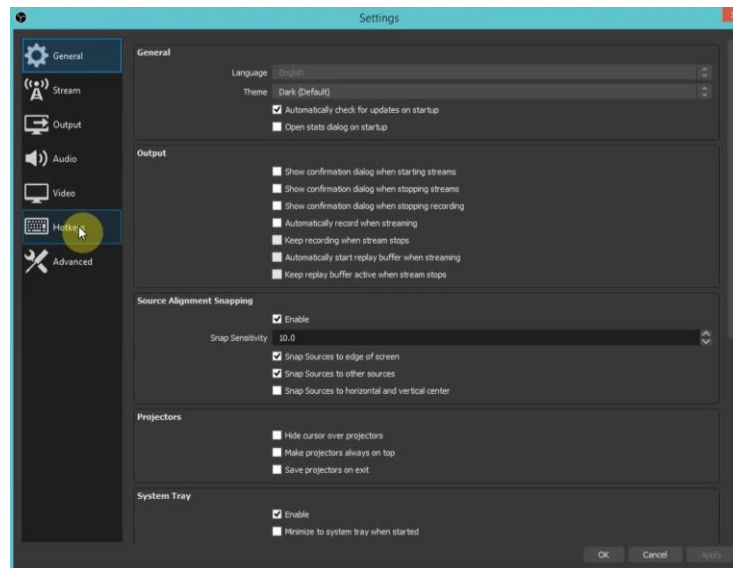 Settings
General
Stream
Output
Audio
Video
Hotkeys
Advanced
General
Language English
Theme Dark (Default)
Automatically check for updates on startup
Open stats dialog on startup
Output
Show confirmation dialog when starting streams
Show confirmation dialog when stopping streams
Show confirmation dialog when stopping recording
Automatically record when streaming
Keep recording when stream stops
Automatically start replay buffer when streaming
Keep replay buffer active when stream stops
Source Alignment Snapping
Enable
Snap Sensitivity 10.0
Snap Sources to edge of screen
Snap Sources to other sources
Snap Sources to horizontal and vertical center
Projectors
Hide cursor over projectors
Make projectors always on top
Save projectors on exit
System Tray
Enable
Minimize to system tray when started
OK Cancel Apply